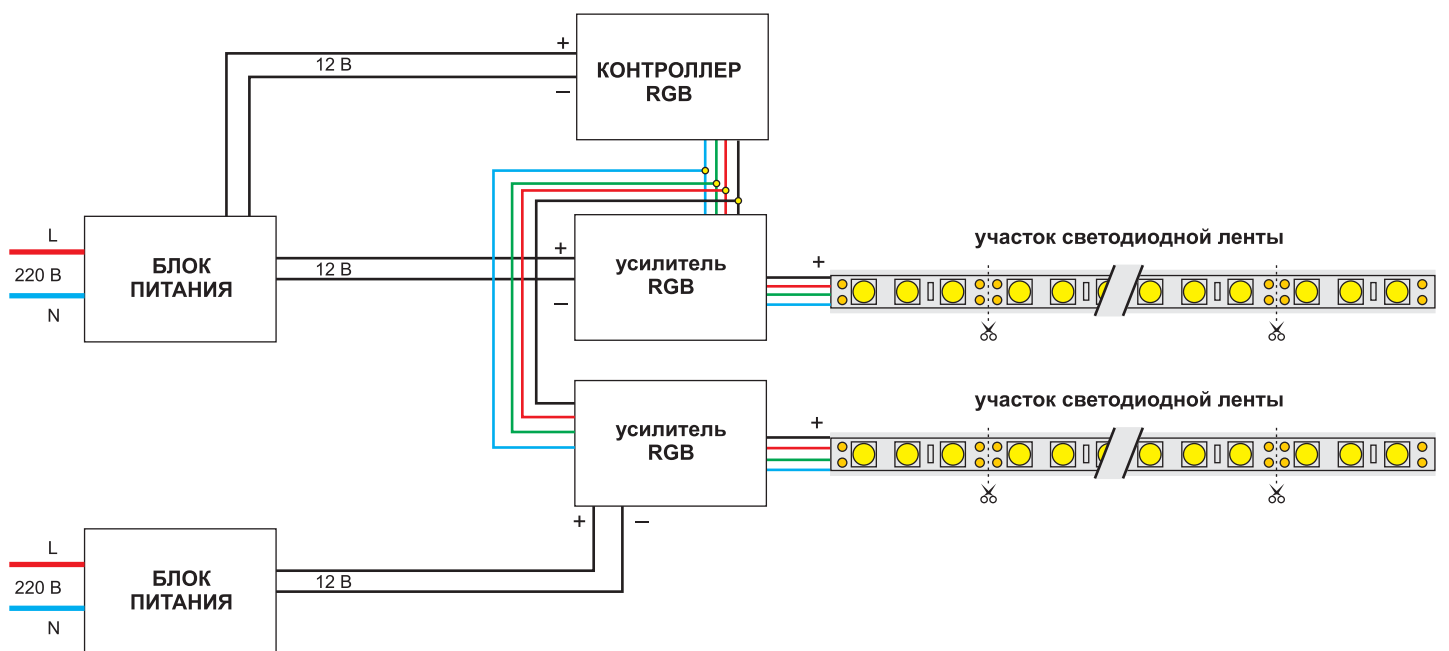 +
12 В
–
КОНТРОЛЛЕР
RGB
L
220 В
N
БЛОК
ПИТАНИЯ
12 В
+
–
усилитель
RGB
+
участок светодиодной ленты
усилитель
RGB
+
участок светодиодной ленты
+
–
L
220 В
N
БЛОК
ПИТАНИЯ
12 В